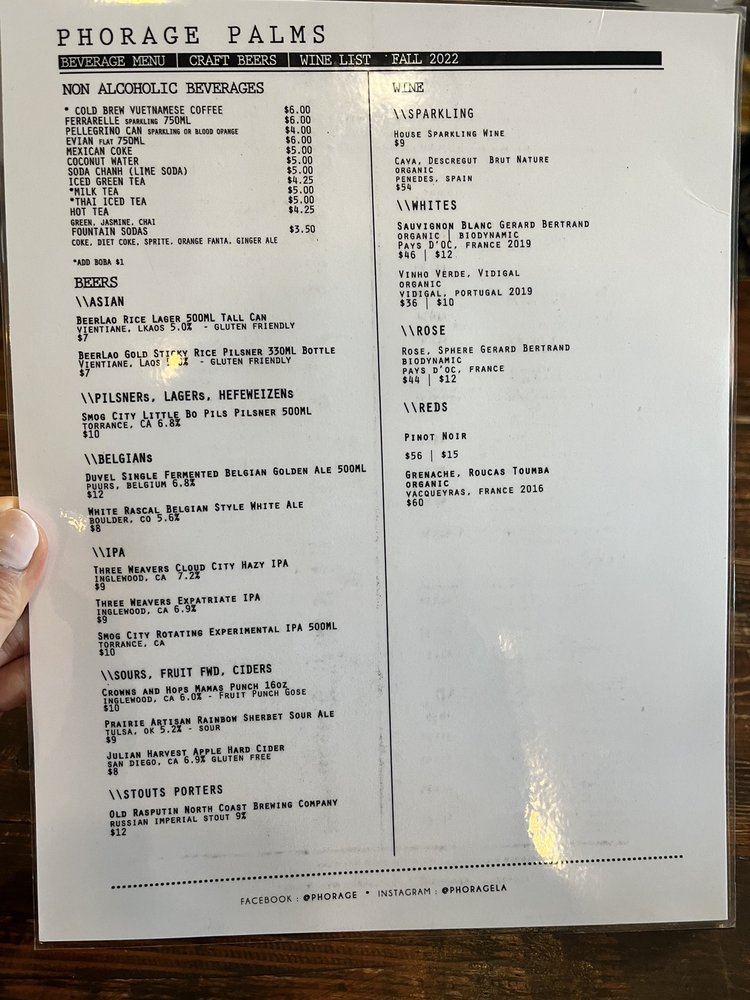 PHORAGE PALMS
BEVERAGE MENU | CRAFT BEERS | WINE LIST FALL 2022
NON ALCOHOLIC BEVERAGES
* COLD BREW VUETNAMESE COFFEE $6.00
FERRARELLE SPARKLING 750ML $6.00
PELLEGRINO CAN SPARKLING OR BLOOD OPANGE $4.00
EVIAN FLAT 750ML $6.00
MEXICAN COKE $5.00
COCONUT WATER $5.00
SODA CHANH (LIME SODA) $5.00
ICED GREEN TEA $4.25
*MILK TEA $5.00
*THAI ICED TEA $5.00
HOT TEA $4.25
GREEN, JASMINE, CHAI
FOUNTAIN SODAS $3.50
COKE, DIET COKE, SPRITE, ORANGE FANTA, GINGER ALE
*ADD BOBA $1
BEERS
\\ASIAN
BEERLAO RICE LAGER 500ML TALL CAN
VIENTIANE, LKAOS 5.0% - GLUTEN FRIENDLY
$7
BEERLAO GOLD STICKY RICE PILSNER 330ML BOTTLE
VIENTIANE, LAOS - GLUTEN FRIENDLY
$7
\\PILSNERS, LAGERS, HEFEWEIZENS
SMOG CITY LITTLE BO PILS PILSNER 500ML
TORRANCE, CA 6.8%
$10
\\BELGIANS
DUVEL SINGLE FERMENTED BELGIAN GOLDEN ALE 500ML
PUURS, BELGIUM 6.8%
$12
WHITE RASCAL BELGIAN STYLE WHITE ALE
BOULDER, CO 5.6%
$8
\\IPA
THREE WEAVERS CLOUD CITY HAZY IPA
INGLEWOOD, CA 7.2%
$9
THREE WEAVERS EXPATRIATE IPA
INGLEWOOD, CA 6.9%
$9
SMOG CITY ROTATING EXPERIMENTAL IPA 500ML
TORRANCE, CA
$10
\\SOURS, FRUIT FWD, CIDERS
CROWNS AND HOPS MAMAS PUNCH 16OZ
INGLEWOOD, CA 6.0% - FRUIT PUNCH GOSE
$10
PRAIRIE ARTISAN RAINBOW SHERBET SOUR ALE
TULSA, OK 5.2% - SOUR
$9
JULIAN HARVEST APPLE HARD CIDER
SAN DIEGO, CA 6.9% GLUTEN FREE
$8
\\STOUTS PORTERS
OLD RASPUTIN NORTH COAST BREWING COMPANY
RUSSIAN IMPERIAL STOUT 9%
$12
WINE
\\SPARKLING
HOUSE SPARKLING WINE
$9
CAVA, DESCREGUT BRUT NATURE
ORGANIC
PENEDES, SPAIN
$54
\\WHITES
SAUVIGNON BLANC GERARD BERTRAND
ORGANIC | BIODYNAMIC
PAYS D'OC, FRANCE 2019
$46 | $12
VINHO VERDE, VIDIGAL
ORGANIC
VIDIGAL, PORTUGAL 2019
$36 | $10
\\ROSE
ROSE, SPHERE GERARD BERTRAND
BIODYNAMIC
PAYS D'OC, FRANCE
$44 | $12
\\REDS
PINOT NOIR
$56 | $15
GRENACHE, ROUCAS TOUMBA
ORGANIC
VACQUEYRAS, FRANCE 2016
$60
FACEBOOK : @PHORAGE * INSTAGRAM : @PHORAGELA